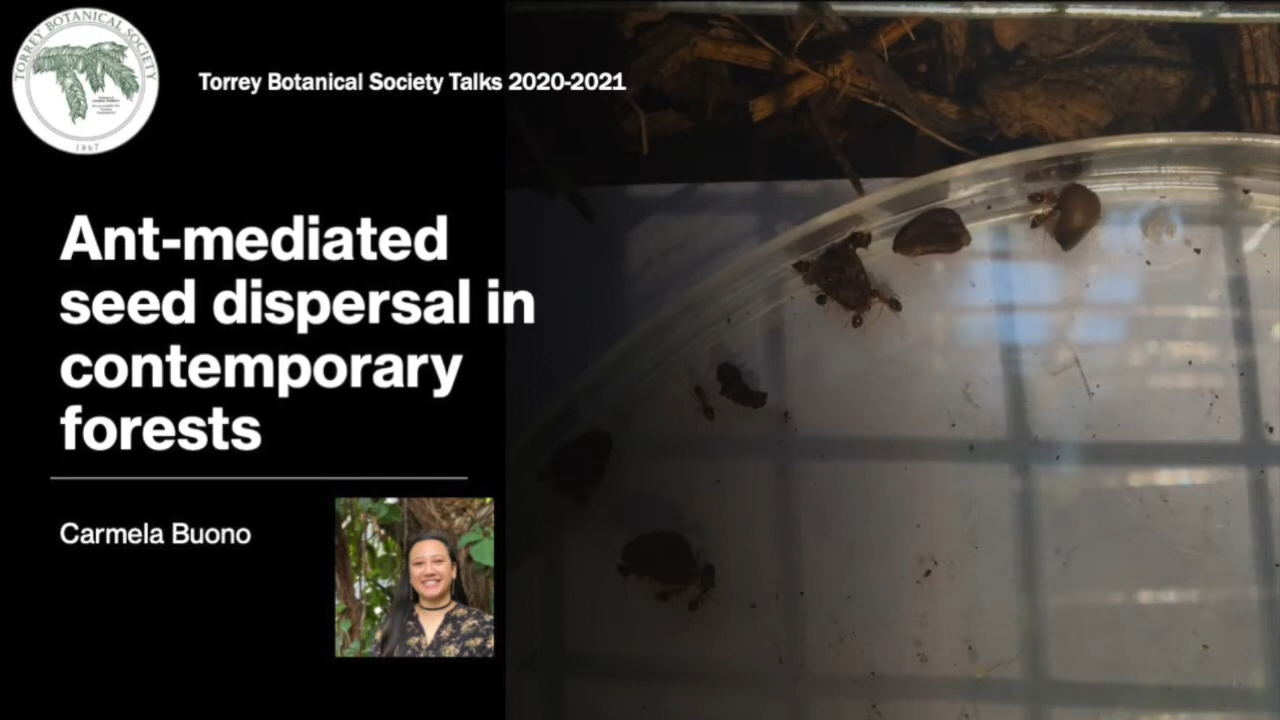 TORREY BOTANICAL SOCIETY
1867
Torrey Botanical Society Talks 2020-2021
Ant-mediated
seed dispersal in
contemporary
forests
Carmela Buono